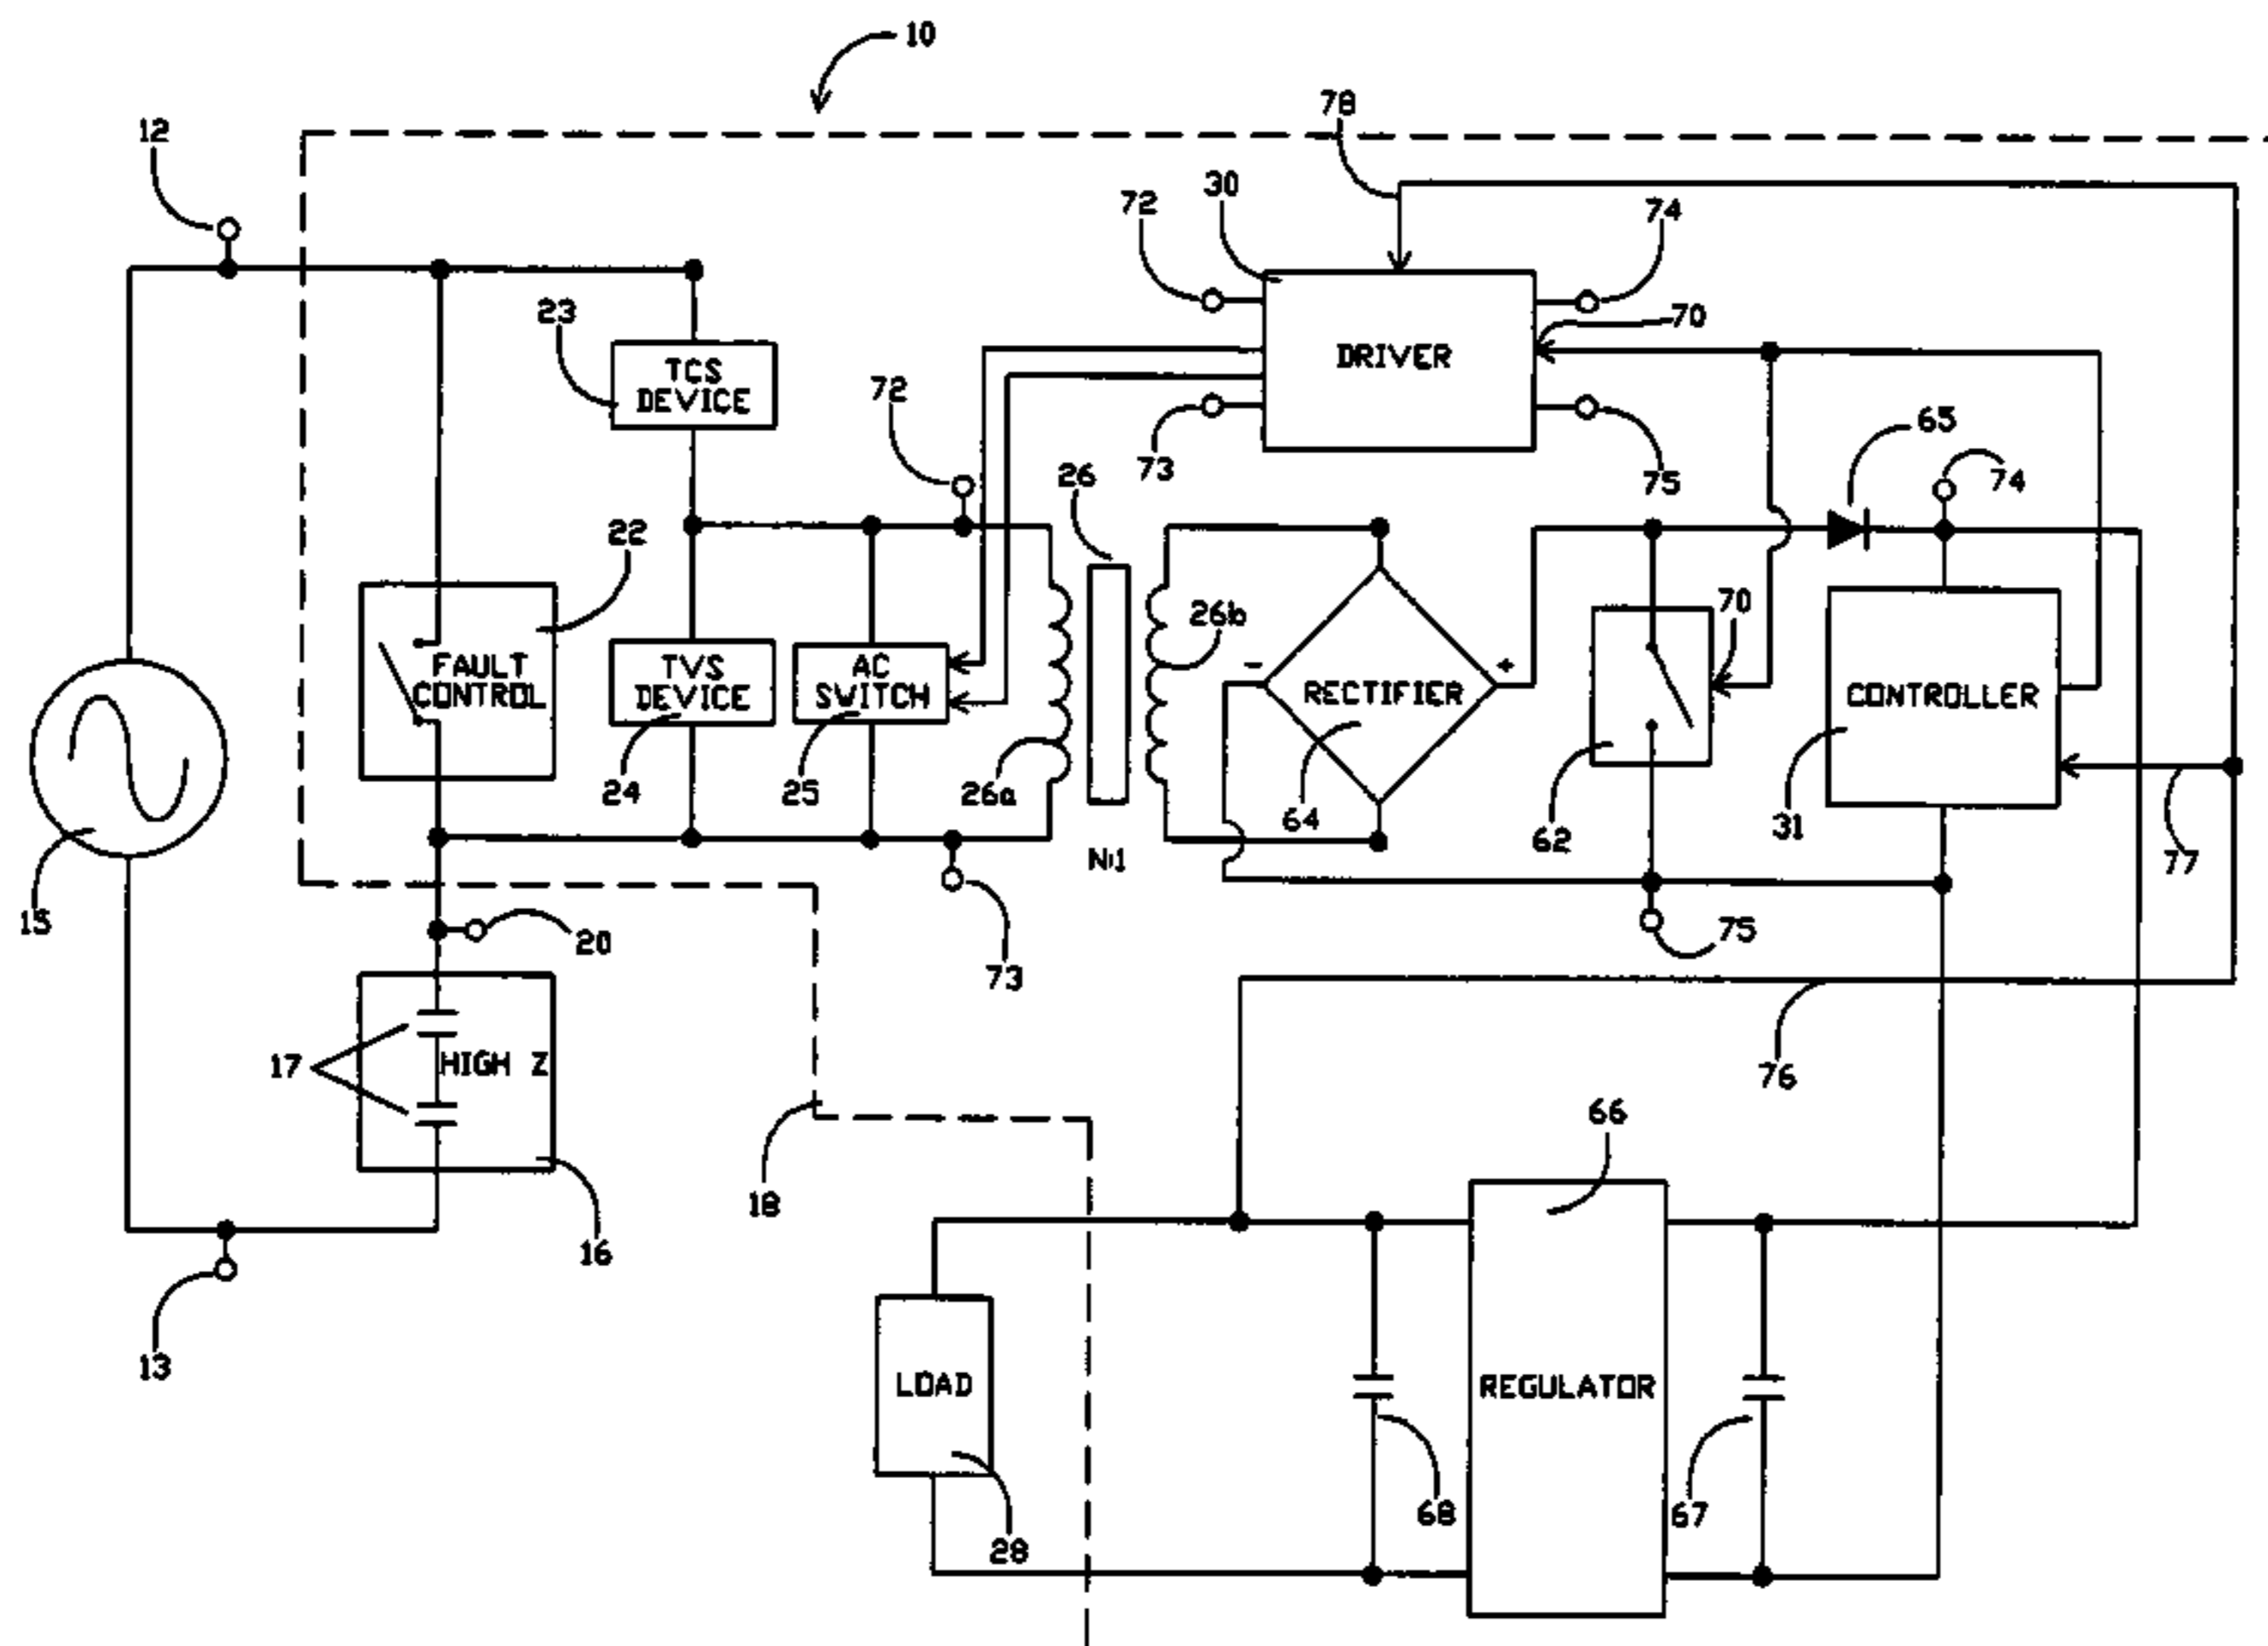 10
12
78
30
72
74
23
70
TCS
DEVICE
DRIVER
72
65
73
26
75
74
22
26b
70
FAULT
CONTROL
TVS
DEVICE
AC
SWITCH
-
RECTIFIER
+
CONTROLLER
24
25
26a
64
62
31
N:1
77
15
20
73
75
17
HIGH Z
76
66
18
16
13
LOAD
REGULATOR
68
67
28